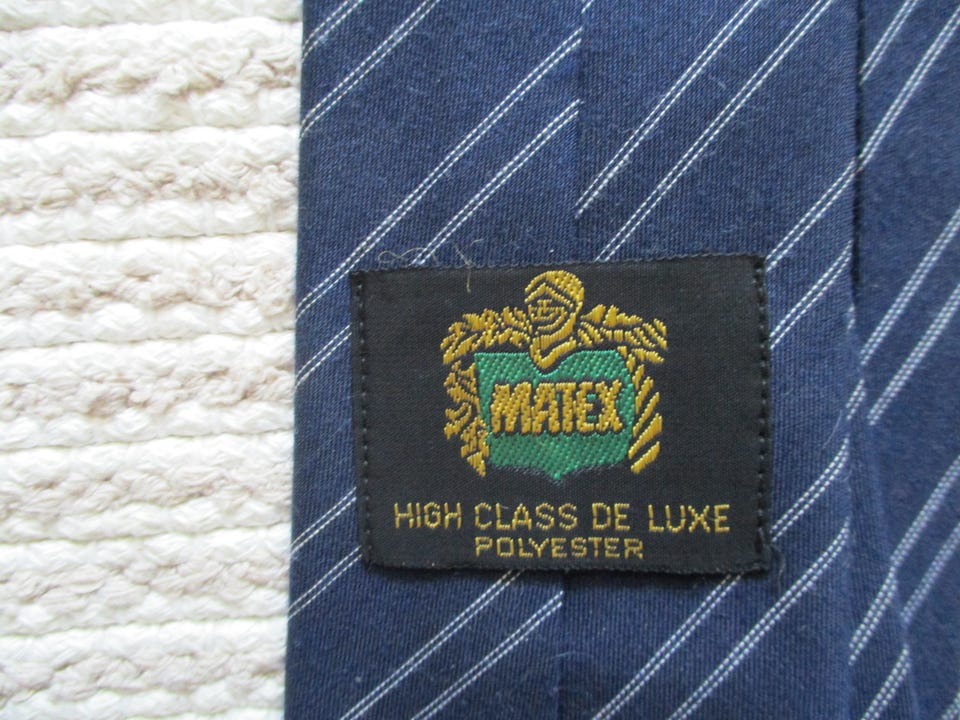 MATEX
HIGH CLASS DE LUXE
POLYESTER